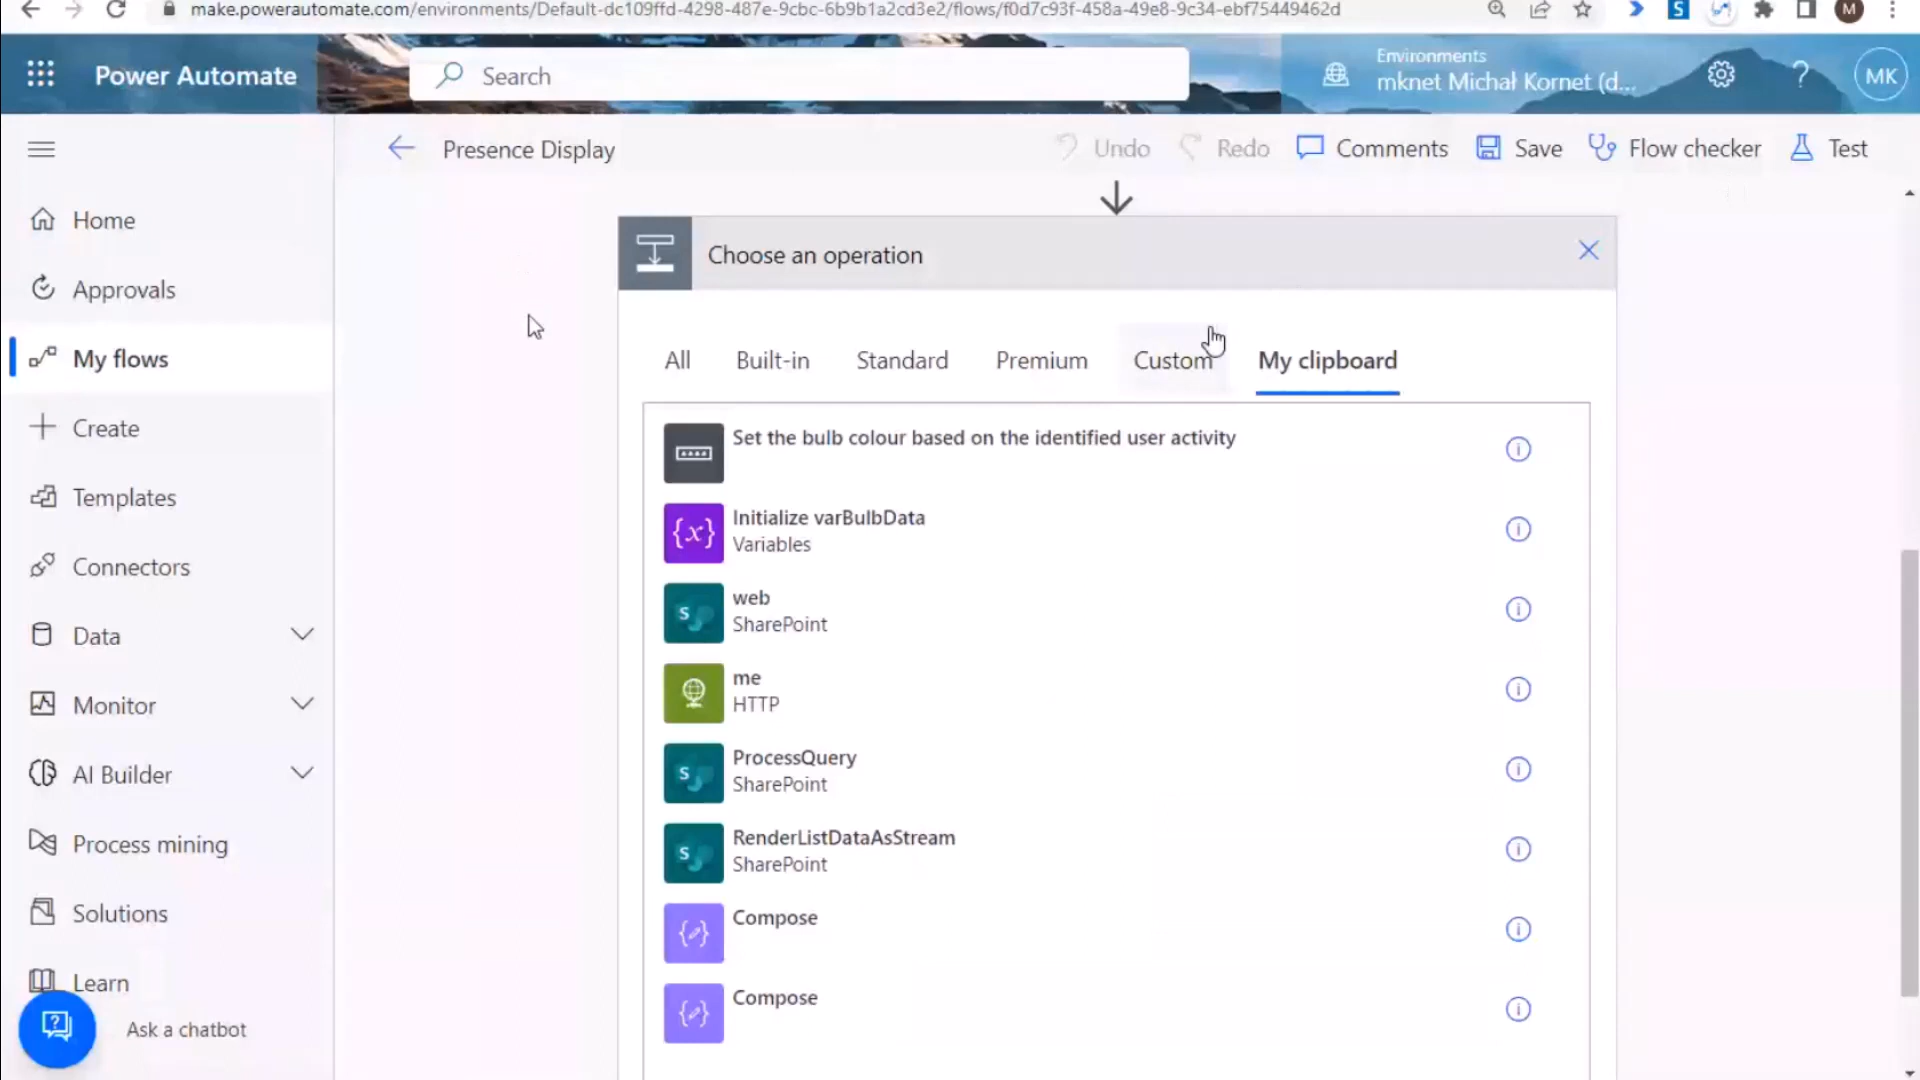 make.powerautomate.com/environments/Default-dc109ffd-4298-487e-9cbc-6b9b1a2cd3e2/flows/f0d7c93f-458a-49e8-9c34-ebf75449462d
S
M
Power Automate
Search
Environments
mknet Michał Kornet (d...
?
MK
Presence Display
Undo
Redo
Comments
Save
Flow checker
Test
Home
Approvals
My flows
Create
Templates
Connectors
Data
Monitor
AI Builder
Process mining
Solutions
Learn
Ask a chatbot
Choose an operation
All
Built-in
Standard
Premium
Custom
My clipboard
Set the bulb colour based on the identified user activity
{x}
Initialize varBulbData
Variables
S
web
SharePoint
me
HTTP
S
ProcessQuery
SharePoint
S
RenderListDataAsStream
SharePoint
Compose
Compose